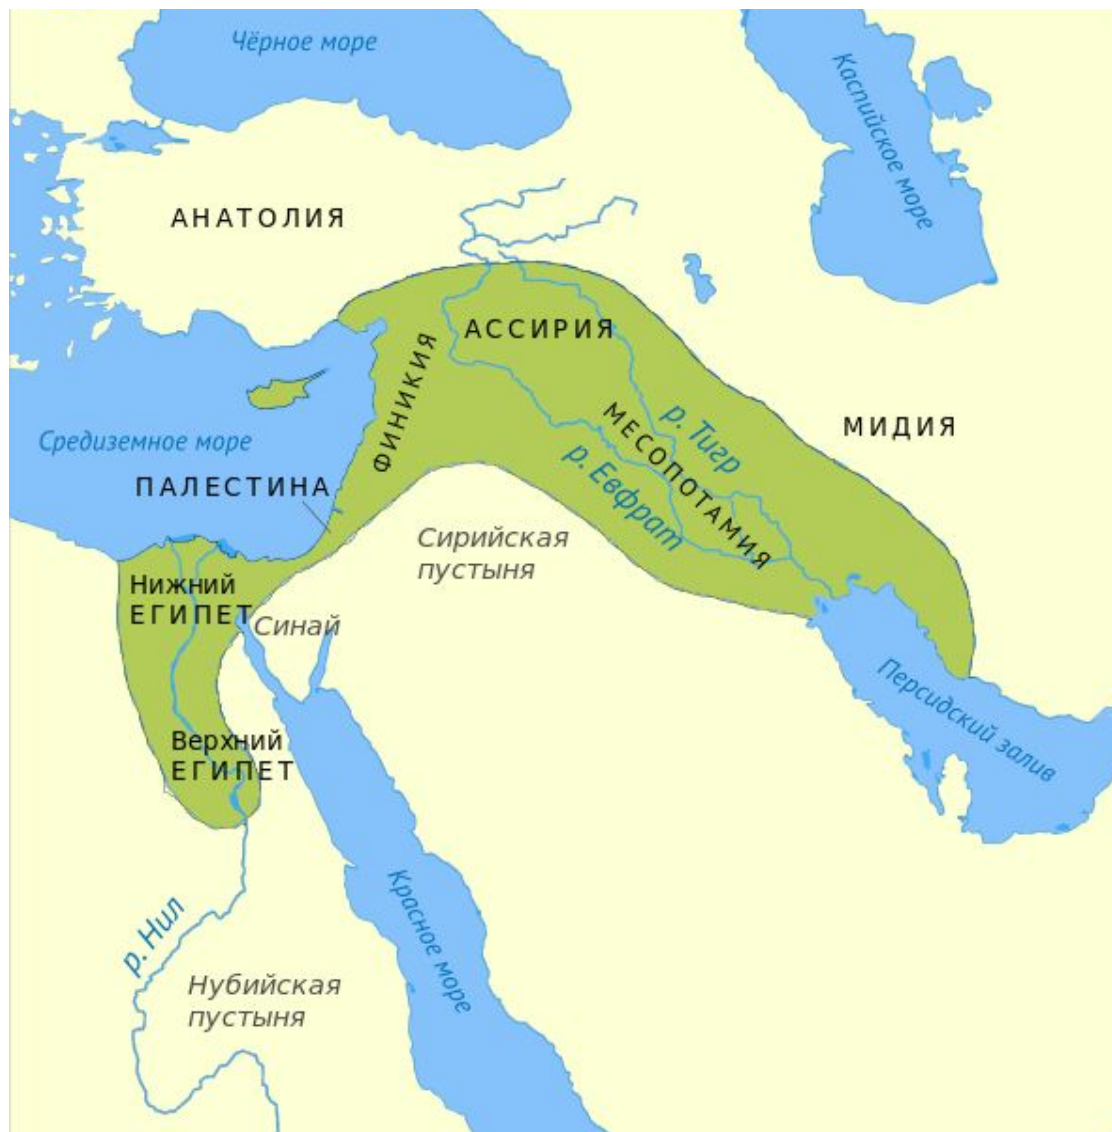 Чёрное море
Каспийское море
АНАТОЛИЯ
АССИРИЯ
ФИНИКИЯ
р. Тигр
МЕСОПОТАМИЯ
МИДИЯ
Средиземное море
р. Евфрат
ПАЛЕСТИНА
Сирийская
пустыня
Нижний
ЕГИПЕТ
Синай
Персидский залив
Верхний
ЕГИПЕТ
Красное море
р. Нил
Нубийская
пустыня